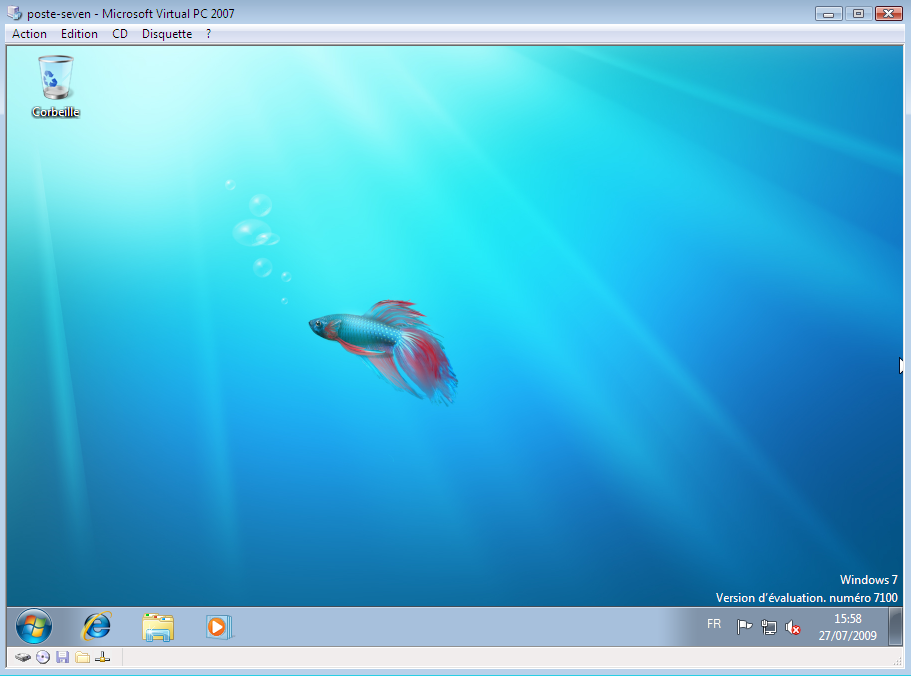 poste-seven - Microsoft Virtual PC 2007
Action Edition CD Disquette ?
Corbeille
Windows 7
Version d'évaluation. numéro 7100
FR
15:58
27/07/2009